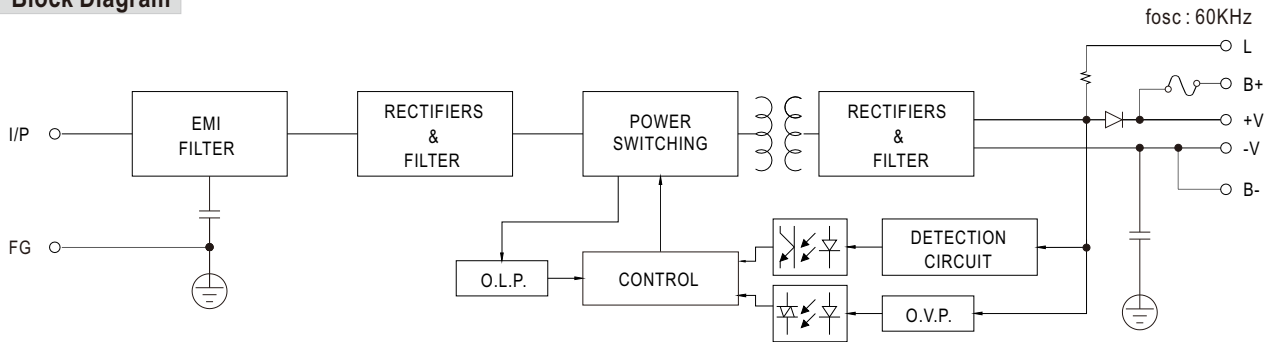 Block Diagram
fosc : 60KHz
L
B+
+V
-V
B-
I/P
EMI
FILTER
RECTIFIERS
&
FILTER
POWER
SWITCHING
RECTIFIERS
&
FILTER
FG
O.L.P.
CONTROL
DETECTION
CIRCUIT
O.V.P.